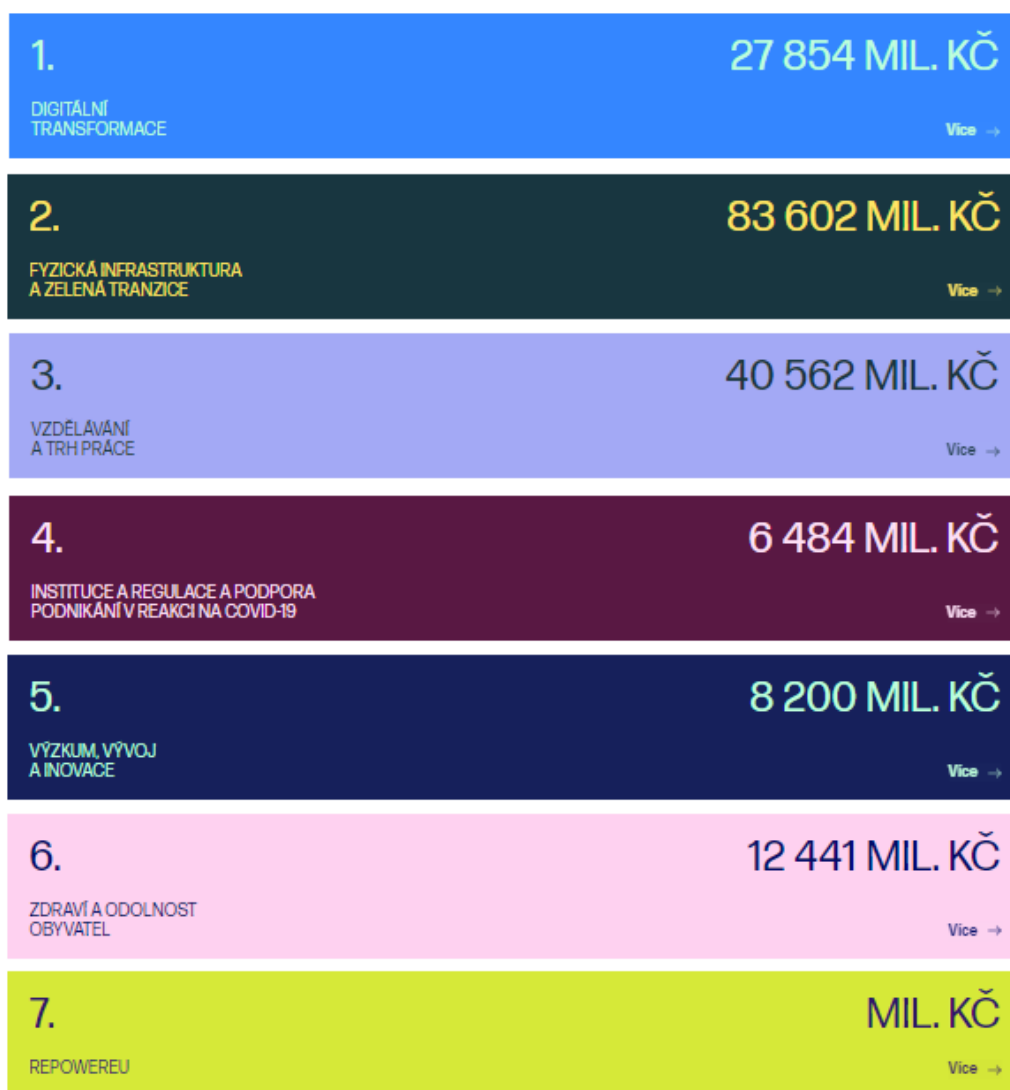 1.
27 854 MIL. KČ
DIGITÁLNÍ
TRANSFORMACE
Více →
2.
83 602 MIL. KČ
FYZICKÁ INFRASTRUKTURA
A ZELENÁ TRANZICE
Více →
3.
40 562 MIL. KČ
VZDĚLÁVÁNÍ
A TRH PRÁCE
Více →
4.
6 484 MIL. KČ
INSTITUCE A REGULACE A PODPORA
PODNIKÁNÍ V REAKCI NA COVID-19
Více →
5.
8 200 MIL. KČ
VÝZKUM, VÝVOJ
A INOVACE
Více →
6.
12 441 MIL. KČ
ZDRAVÍ A ODOLNOST
OBYVATEL
Více →
7.
MIL. KČ
REPOWEREU
Více →